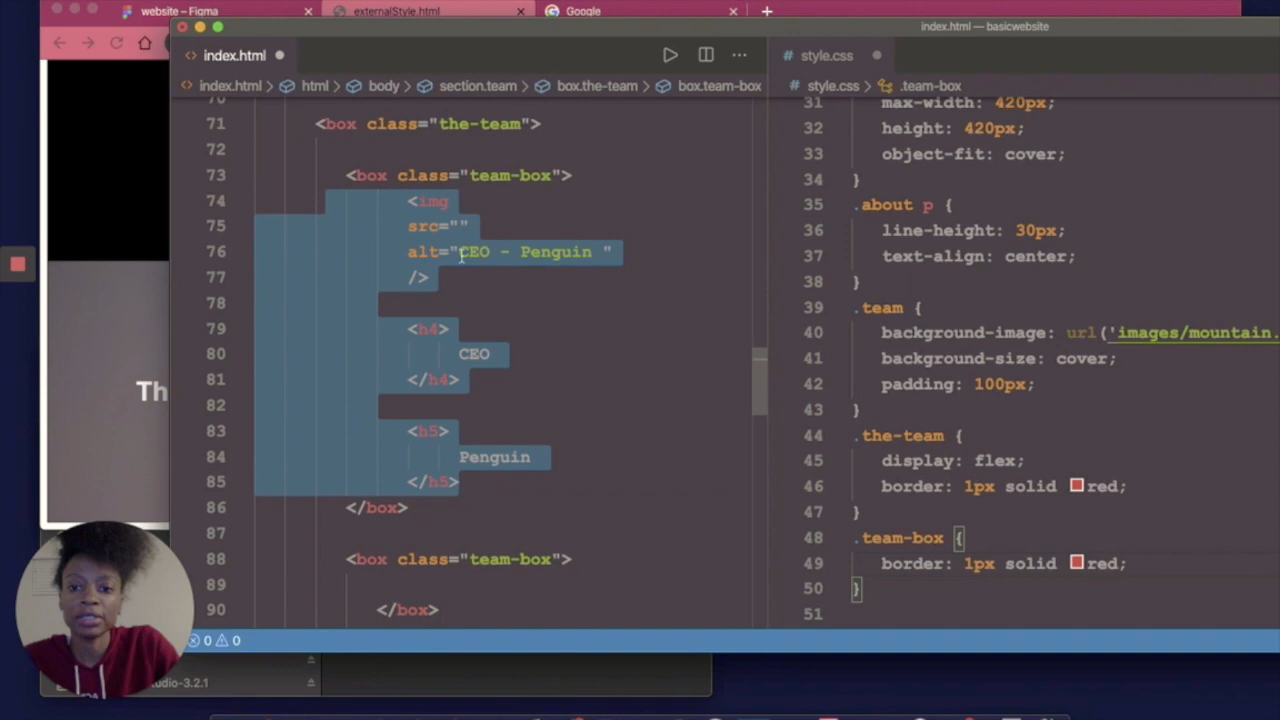 website – Figma
externalStyle.html
Google
index.html — basicwebsite
index.html
style.css
index.html > html > body > section.team > box.the-team > box.team-box
style.css > .team-box
70
71 <box class="the-team">
72
73 <box class="team-box">
74 <img
75 src=""
76 alt="CEO - Penguin "
77 />
78
79 <h4>
80 CEO
81 </h4>
82
83 <h5>
84 Penguin
85 </h5>
86 </box>
87
88 <box class="team-box">
89
90 </box>
31 max-width: 420px;
32 height: 420px;
33 object-fit: cover;
34 }
35 .about p {
36 line-height: 30px;
37 text-align: center;
38 }
39 .team {
40 background-image: url('images/mountain.
41 background-size: cover;
42 padding: 100px;
43 }
44 .the-team {
45 display: flex;
46 border: 1px solid red;
47 }
48 .team-box {
49 border: 1px solid red;
50 }
51
Th
0 0
udio-3.2.1